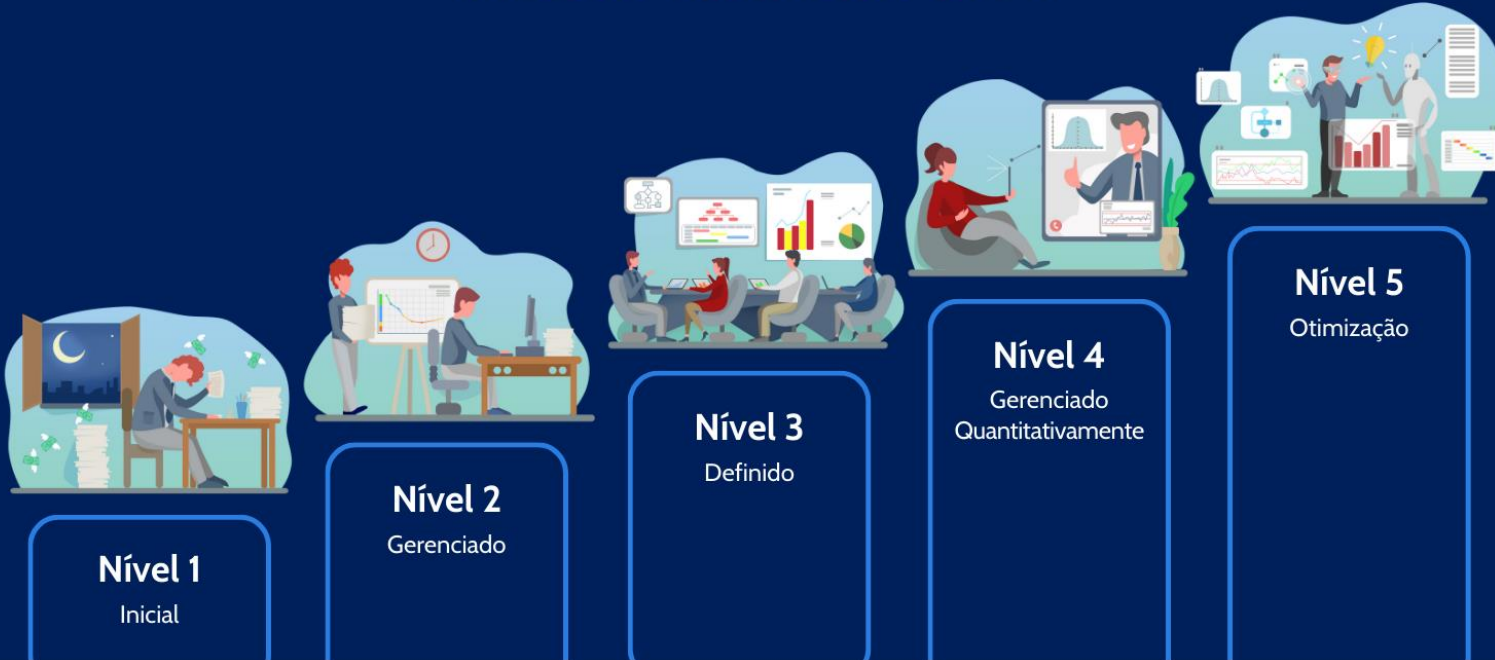 Nível 1
Inicial
Nível 2
Gerenciado
Nível 3
Definido
Nível 4
Gerenciado
Quantitativamente
Nível 5
Otimização